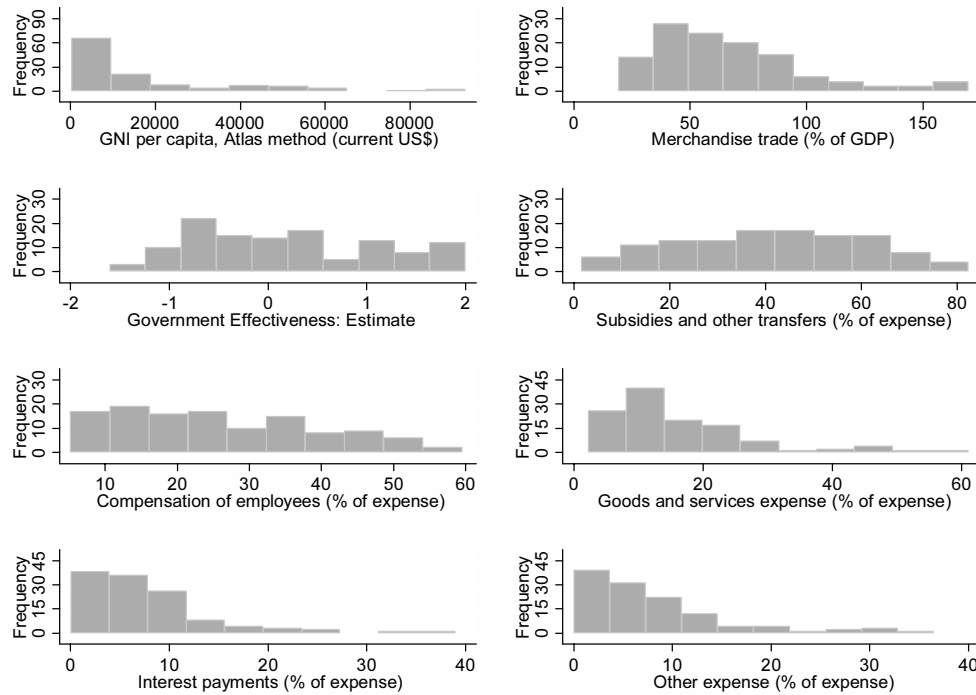 Frequency
0 30 60 90
0 20000 40000 60000 80000
GNI per capita, Atlas method (current US$)
Frequency
0 10 20 30
0 50 100 150
Merchandise trade (% of GDP)
Frequency
0 10 20 30
-2 -1 0 1 2
Government Effectiveness: Estimate
Frequency
0 10 20 30
0 20 40 60 80
Subsidies and other transfers (% of expense)
Frequency
0 10 20 30
10 20 30 40 50 60
Compensation of employees (% of expense)
Frequency
0 15 30 45
0 20 40 60
Goods and services expense (% of expense)
Frequency
0 15 30 45
0 10 20 30 40
Interest payments (% of expense)
Frequency
0 15 30 45
0 10 20 30 40
Other expense (% of expense)